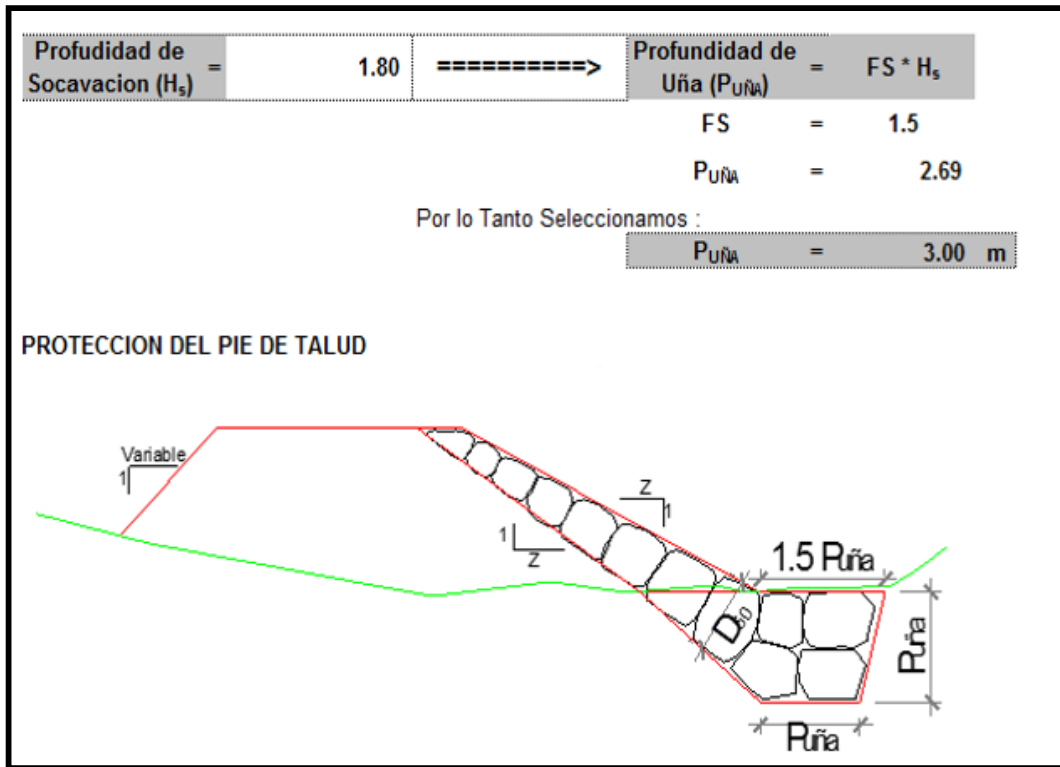 Profudidad de Socavacion (Hs) = 1.80 ==========> Profundidad de Uña (PUÑA) = FS * Hs
FS = 1.5
PUÑA = 2.69
Por lo Tanto Seleccionamos :
PUÑA = 3.00 m
PROTECCION DEL PIE DE TALUD
Variable
1
Z
1
1
Z
1.5 Puña
D50
Puña
Puña